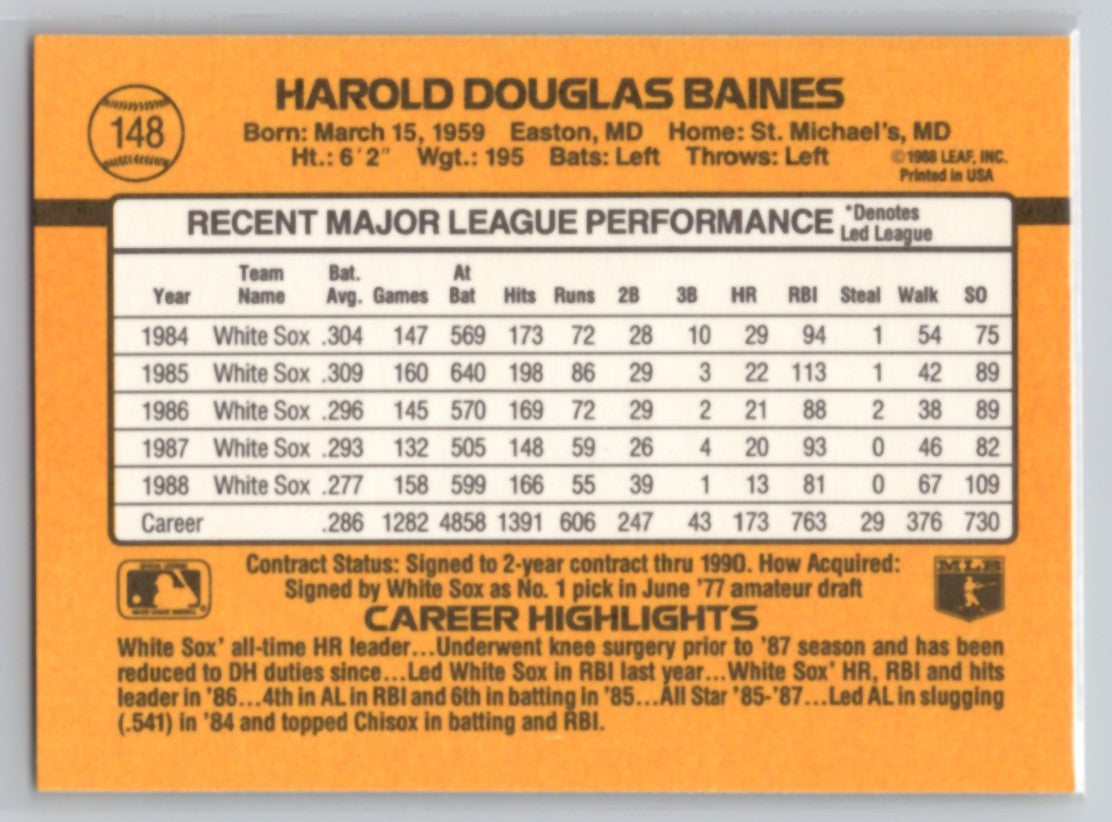 HAROLD DOUGLAS BAINES
148
Born: March 15, 1959 Easton, MD Home: St. Michael's, MD
Ht.: 6'2" Wgt.: 195 Bats: Left Throws: Left
©1988 LEAF, INC.
Printed in USA
RECENT MAJOR LEAGUE PERFORMANCE *Denotes
Led League
Year Team Name Bat. Avg. Games At Bat Hits Runs 2B 3B HR RBI Steal Walk SO
1984 White Sox .304 147 569 173 72 28 10 29 94 1 54 75
1985 White Sox .309 160 640 198 86 29 3 22 113 1 42 89
1986 White Sox .296 145 570 169 72 29 2 21 88 2 38 89
1987 White Sox .293 132 505 148 59 26 4 20 93 0 46 82
1988 White Sox .277 158 599 166 55 39 1 13 81 0 67 109
Career .286 1282 4858 1391 606 247 43 173 763 29 376 730
Contract Status: Signed to 2-year contract thru 1990. How Acquired:
Signed by White Sox as No. 1 pick in June '77 amateur draft
MLB
CAREER HIGHLIGHTS
White Sox' all-time HR leader...Underwent knee surgery prior to '87 season and has been
reduced to DH duties since...Led White Sox in RBI last year...White Sox' HR, RBI and hits
leader in '86...4th in AL in RBI and 6th in batting in '85...All Star '85-'87...Led AL in slugging
(.541) in '84 and topped Chisox in batting and RBI.